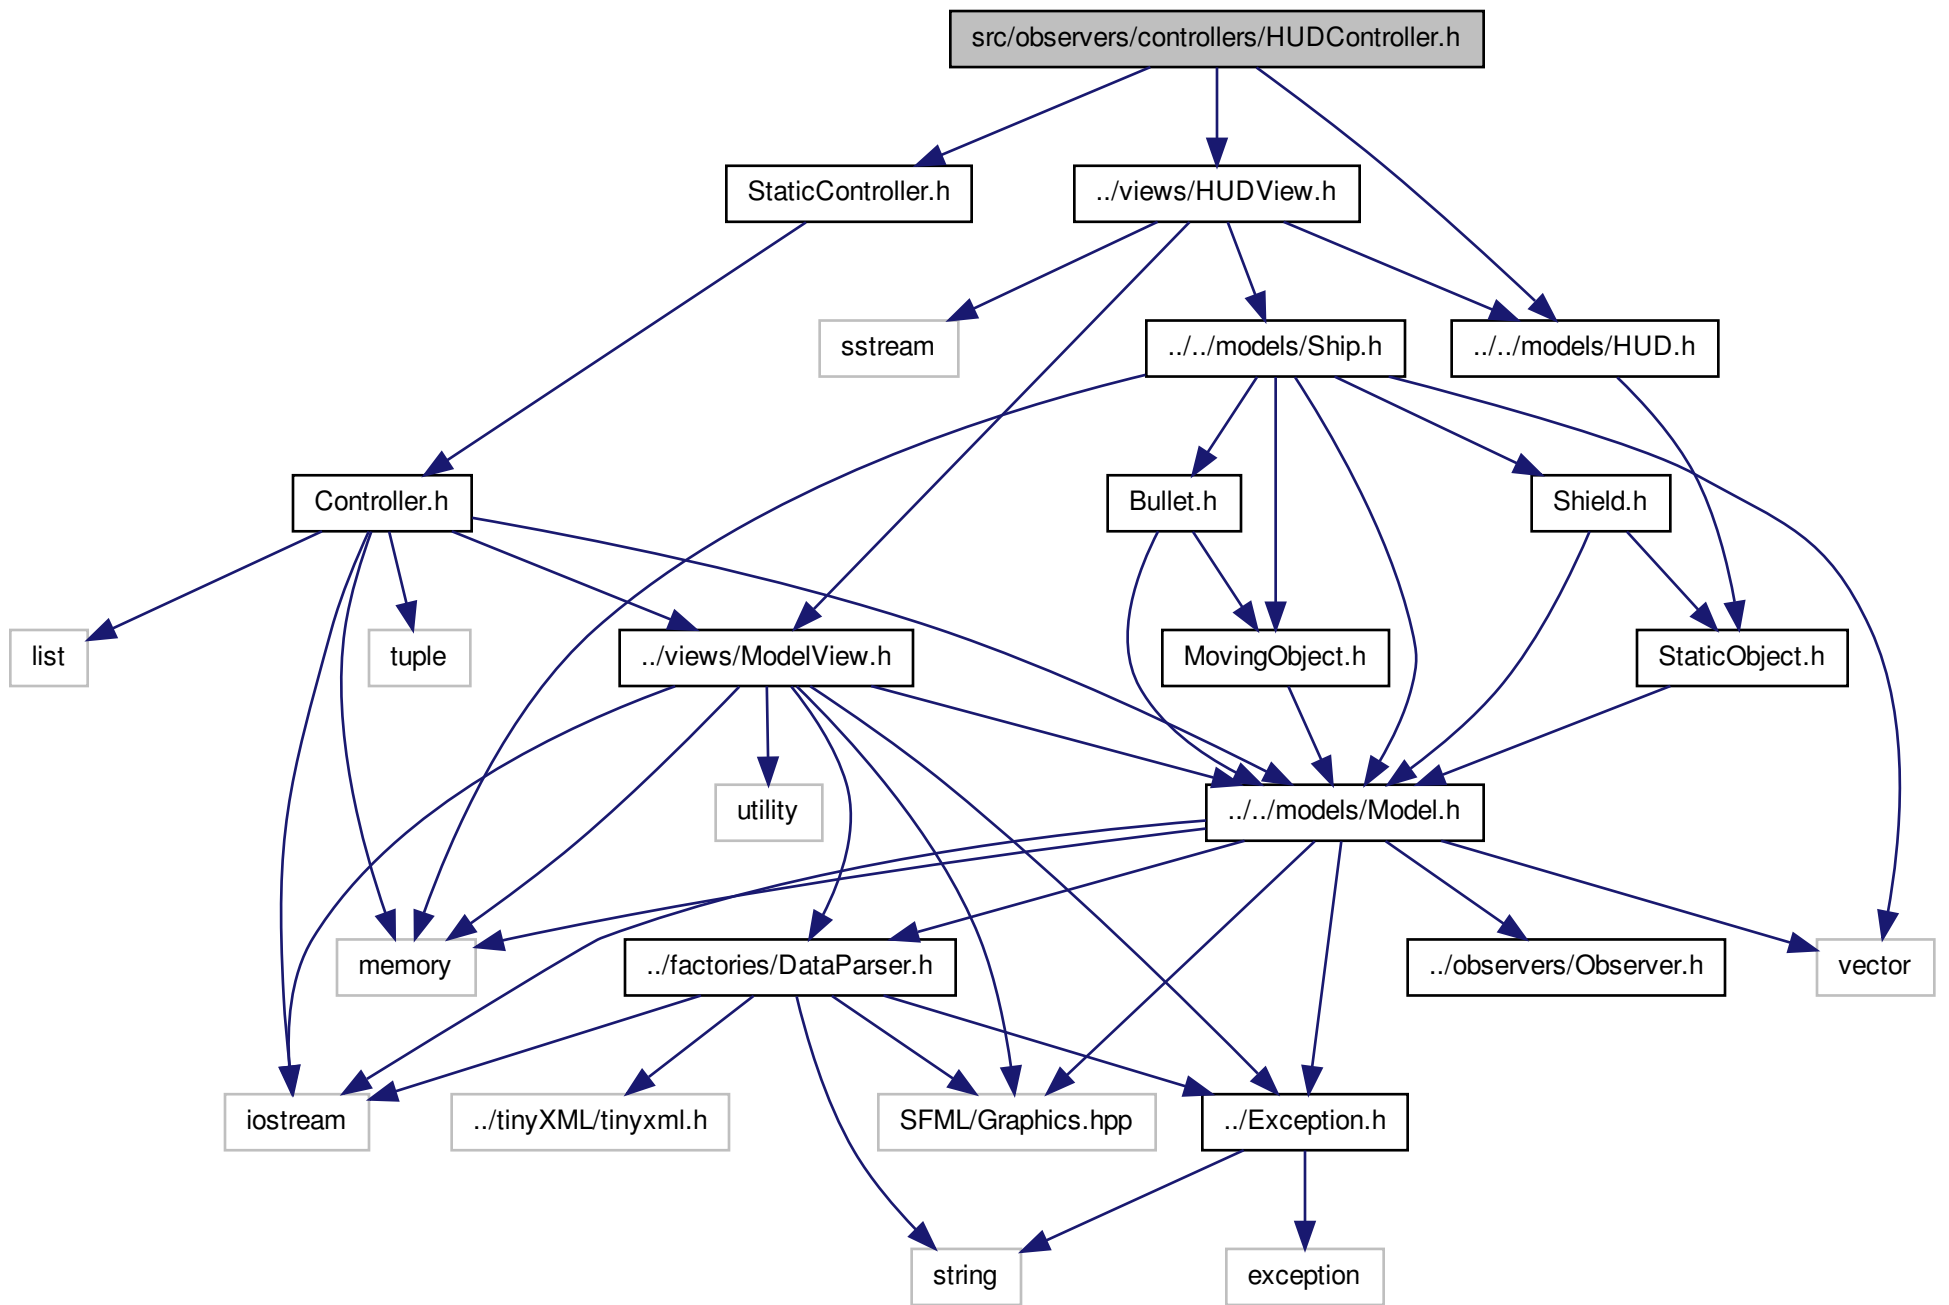 src/observers/controllers/HUDController.h
StaticController.h
../views/HUDView.h
sstream
../../models/Ship.h
../../models/HUD.h
Controller.h
Bullet.h
Shield.h
list
tuple
../views/ModelView.h
MovingObject.h
StaticObject.h
utility
../../models/Model.h
memory
../factories/DataParser.h
../observers/Observer.h
vector
iostream
../tinyXML/tinyxml.h
SFML/Graphics.hpp
../Exception.h
string
exception